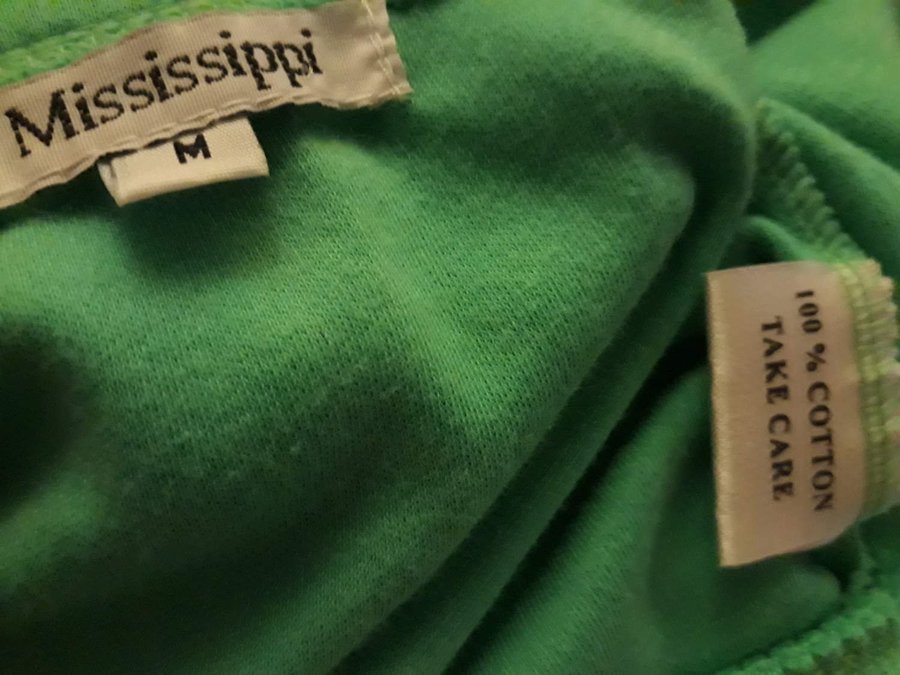 Mississippi
M
100 % COTTON
TAKE CARE